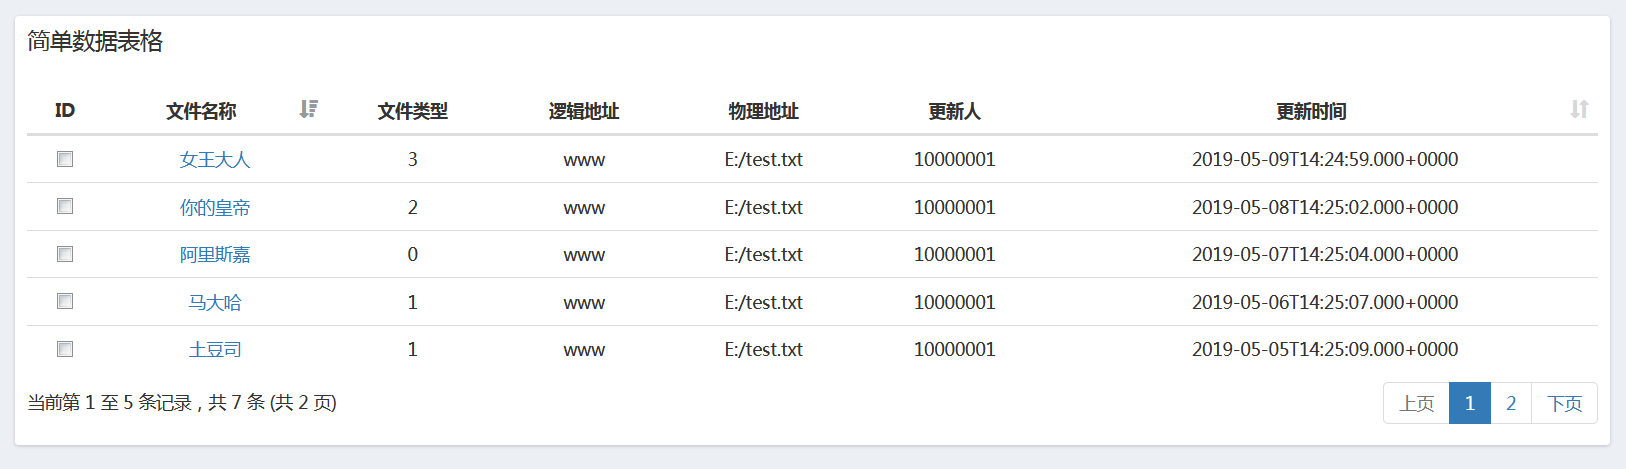 简单数据表格
ID 文件名称 文件类型 逻辑地址 物理地址 更新人 更新时间
女王大人 3 www E:/test.txt 10000001 2019-05-09T14:24:59.000+0000
你的皇帝 2 www E:/test.txt 10000001 2019-05-08T14:25:02.000+0000
阿里斯嘉 0 www E:/test.txt 10000001 2019-05-07T14:25:04.000+0000
马大哈 1 www E:/test.txt 10000001 2019-05-06T14:25:07.000+0000
土豆司 1 www E:/test.txt 10000001 2019-05-05T14:25:09.000+0000
当前第 1 至 5 条记录，共 7 条 (共 2 页) 上页 1 2 下页